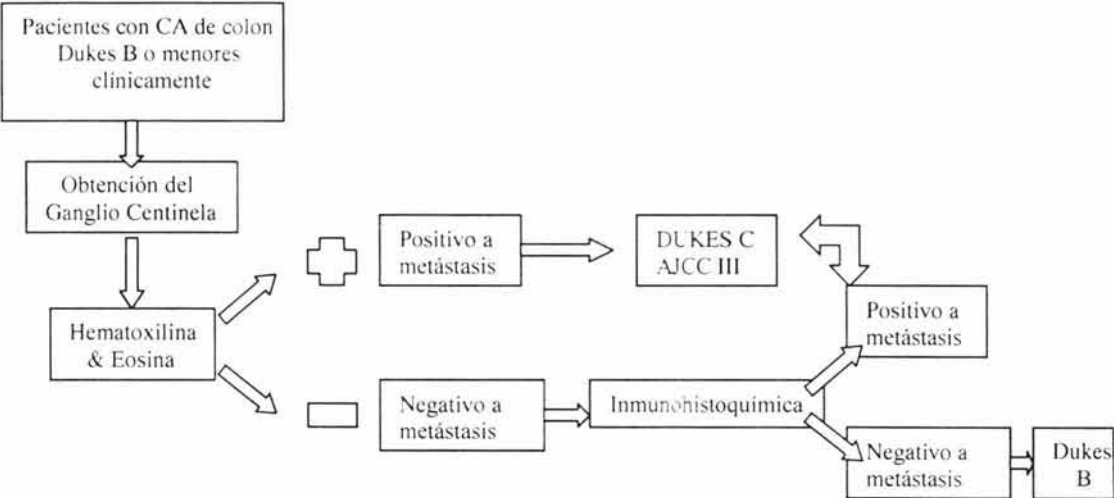 Pacientes con CA de colon
Dukes B o menores
clínicamente
Obtención del
Ganglio Centinela
Hematoxilina
& Eosina
Positivo a
metástasis
DUKES C
AJCC III
Positivo a
metástasis
Negativo a
metástasis
Inmunohistoquímica
Negativo a
metástasis
Dukes
B